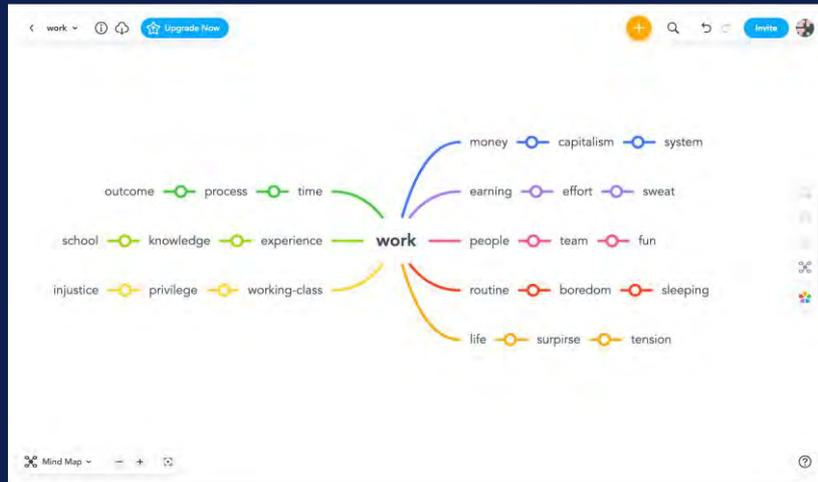 work
Upgrade Now
Invite
money capitalism system
outcome process time
earning effort sweat
school knowledge experience
work
people team fun
injustice privilege working-class
routine boredom sleeping
life surpirse tension
Mind Map